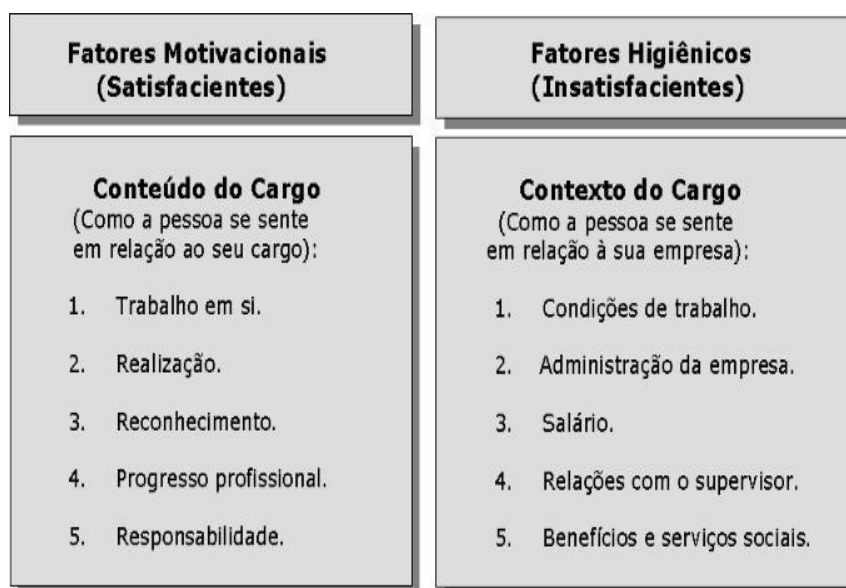 Fatores Motivacionais
(Satisfacientes)
Conteúdo do Cargo
(Como a pessoa se sente
em relação ao seu cargo):
1. Trabalho em si.
2. Realização.
3. Reconhecimento.
4. Progresso profissional.
5. Responsabilidade.
Fatores Higiênicos
(Insatisfacientes)
Contexto do Cargo
(Como a pessoa se sente
em relação à sua empresa):
1. Condições de trabalho.
2. Administração da empresa.
3. Salário.
4. Relações com o supervisor.
5. Benefícios e serviços sociais.